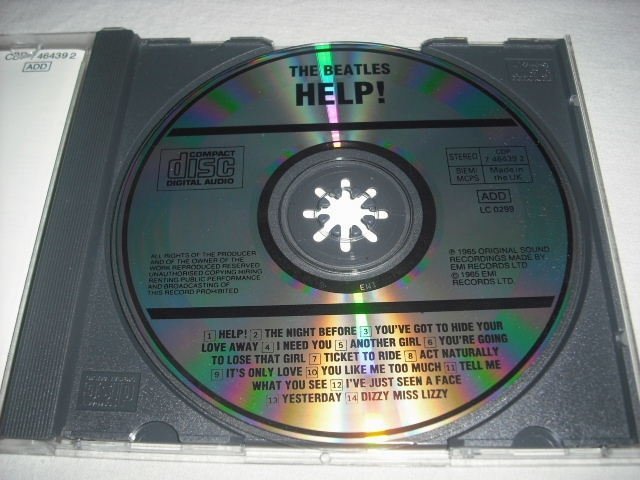 CDP 7 46439 2
ADD
THE BEATLES
HELP!
COMPACT
disc
DIGITAL AUDIO
STEREO
CDP
7 46439 2
BIEM/
MCPS
Made in
the UK
ADD
LC 0299
ALL RIGHTS OF THE PRODUCER
AND OF THE OWNER OF THE
WORK REPRODUCED RESERVED
UNAUTHORISED COPYING HIRING
RENTING PUBLIC PERFORMANCE
AND BROADCASTING OF
THIS RECORD PROHIBITED
℗ 1965 ORIGINAL SOUND
RECORDINGS MADE BY
EMI RECORDS LTD
© 1965 EMI
RECORDS LTD.
EMI
1 HELP! 2 THE NIGHT BEFORE 3 YOU'VE GOT TO HIDE YOUR
LOVE AWAY 4 I NEED YOU 5 ANOTHER GIRL 6 YOU'RE GOING
TO LOSE THAT GIRL 7 TICKET TO RIDE 8 ACT NATURALLY
9 IT'S ONLY LOVE 10 YOU LIKE ME TOO MUCH 11 TELL ME
WHAT YOU SEE 12 I'VE JUST SEEN A FACE
13 YESTERDAY 14 DIZZY MISS LIZZY